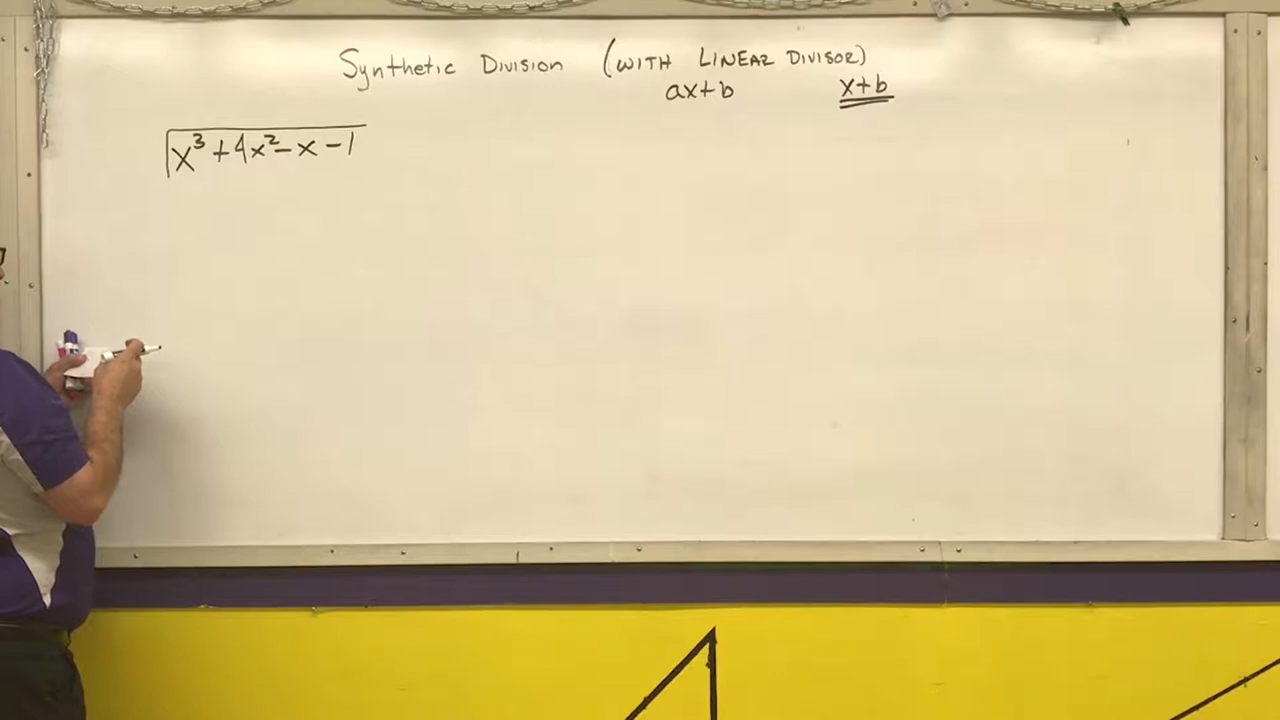 Synthetic Division (WITH LINEAR DIVISOR)
ax+b x+b
x³+4x²-x-1